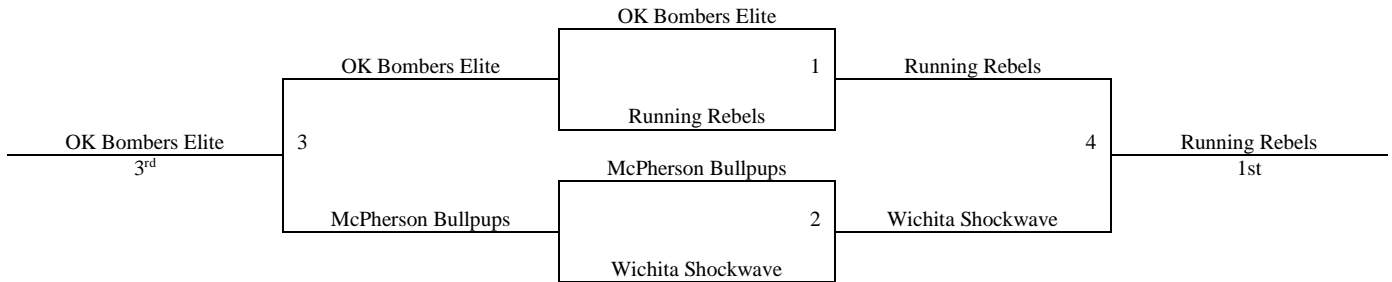 OK Bombers Elite
OK Bombers Elite
1
Running Rebels
Running Rebels
OK Bombers Elite
3
4
Running Rebels
3rd
1st
McPherson Bullpups
McPherson Bullpups
2
Wichita Shockwave
Wichita Shockwave